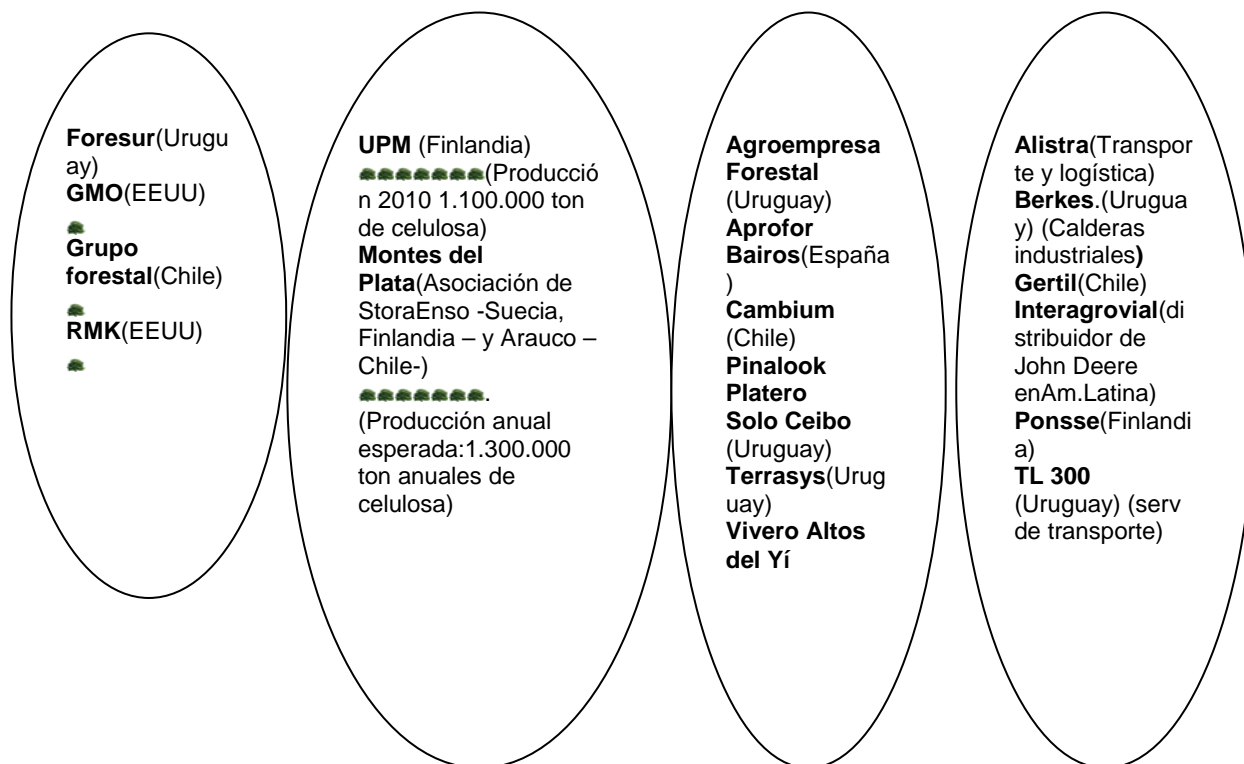 Foresur(Urugu
ay)
GMO(EEUU)
Grupo
forestal(Chile)
RMK(EEUU)
UPM (Finlandia)
(Producció
n 2010 1.100.000 ton
de celulosa)
Montes del
Plata(Asociación de
StoraEnso -Suecia,
Finlandia – y Arauco –
Chile-)
.
(Producción anual
esperada:1.300.000
ton anuales de
celulosa)
Agroempresa
Forestal
(Uruguay)
Aprofor
Bairos(España
)
Cambium
(Chile)
Pinalook
Platero
Solo Ceibo
(Uruguay)
Terrasys(Urug
uay)
Vivero Altos
del Yí
Alistra(Transpor
te y logística)
Berkes.(Urugua
y) (Calderas
industriales)
Gertil(Chile)
Interagrovial(di
stribuidor de
John Deere
enAm.Latina)
Ponsse(Finlandi
a)
TL 300
(Uruguay) (serv
de transporte)